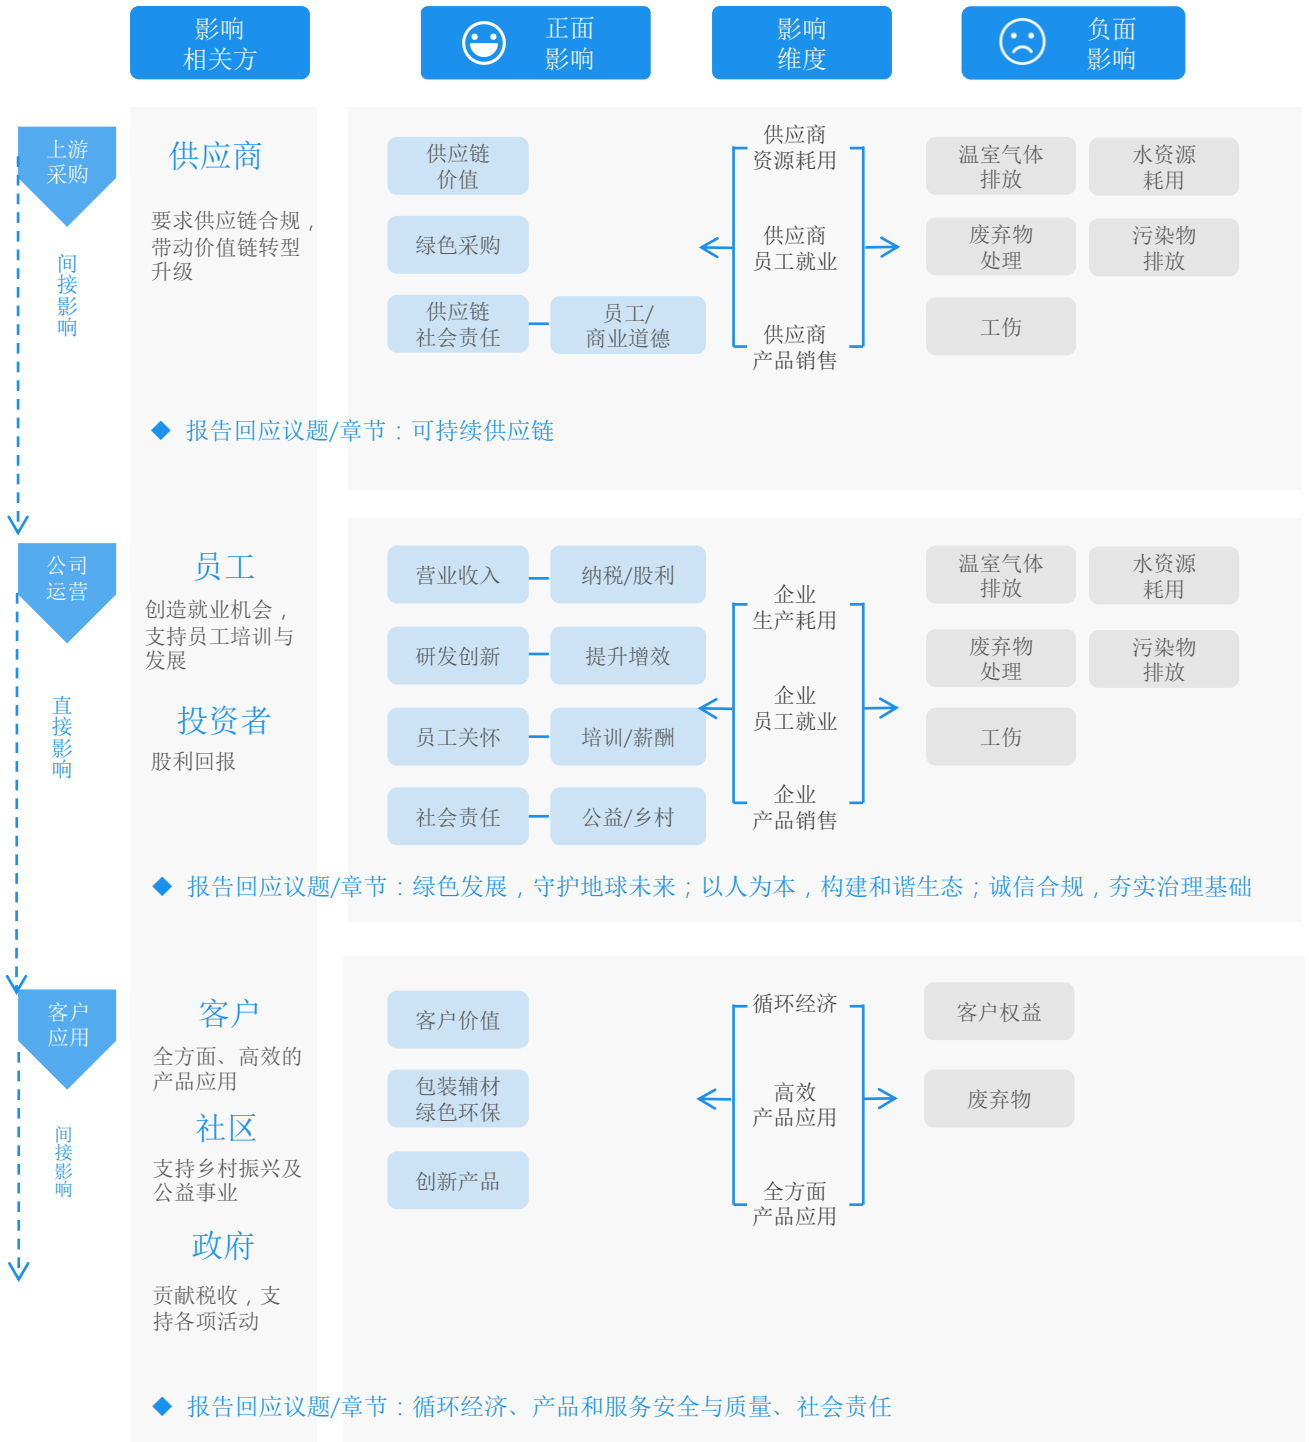 影响
相关方
正面
影响
影响
维度
负面
影响
上游
采购
间接影响
供应商
要求供应链合规，
带动价值链转型
升级
供应链
价值
绿色采购
供应链
社会责任
员工/
商业道德
供应商
资源耗用
供应商
员工就业
供应商
产品销售
温室气体
排放
水资源
耗用
废弃物
处理
污染物
排放
工伤
◆ 报告回应议题/章节：可持续供应链
公司
运营
直接影响
员工
创造就业机会，
支持员工培训与
发展
投资者
股利回报
营业收入
纳税/股利
研发创新
提升增效
员工关怀
培训/薪酬
社会责任
公益/乡村
企业
生产耗用
企业
员工就业
企业
产品销售
温室气体
排放
水资源
耗用
废弃物
处理
污染物
排放
工伤
◆ 报告回应议题/章节：绿色发展，守护地球未来；以人为本，构建和谐生态；诚信合规，夯实治理基础
客户
应用
间接影响
客户
全方面、高效的
产品应用
社区
支持乡村振兴及
公益事业
政府
贡献税收，支
持各项活动
客户价值
包装辅材
绿色环保
创新产品
循环经济
高效
产品应用
全方面
产品应用
客户权益
废弃物
◆ 报告回应议题/章节：循环经济、产品和服务安全与质量、社会责任